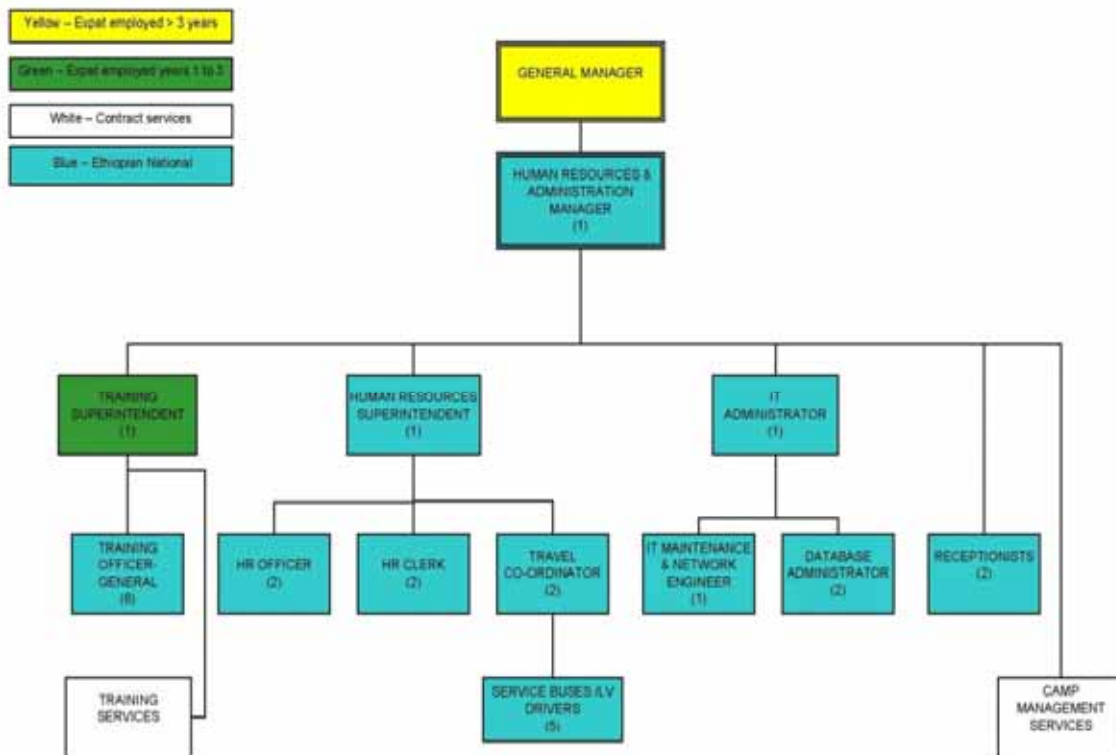 Yellow – Expat employed > 3 years
Green – Expat employed years 1 to 3
White – Contract services
Blue – Ethiopian National
GENERAL MANAGER
HUMAN RESOURCES &
ADMINISTRATION
MANAGER
(1)
TRAINING
SUPERINTENDENT
(1)
HUMAN RESOURCES
SUPERINTENDENT
(1)
IT
ADMINISTRATOR
(1)
TRAINING
OFFICER-
GENERAL
HR OFFICER
(2)
HR CLERK
(2)
TRAVEL
CO-ORDINATOR
(2)
IT MAINTENANCE
& NETWORK
ENGINEER
(1)
DATABASE
ADMINISTRATOR
(2)
RECEPTIONISTS
(2)
TRAINING
SERVICES
SERVICE BUSES /LV
DRIVERS
(5)
CAMP
MANAGEMENT
SERVICES